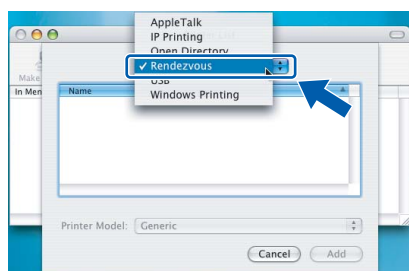 AppleTalk
IP Printing
Open Directory
✓ Rendezvous
USB
Windows Printing
Make
In Men
Name
Printer Model: Generic
Cancel Add